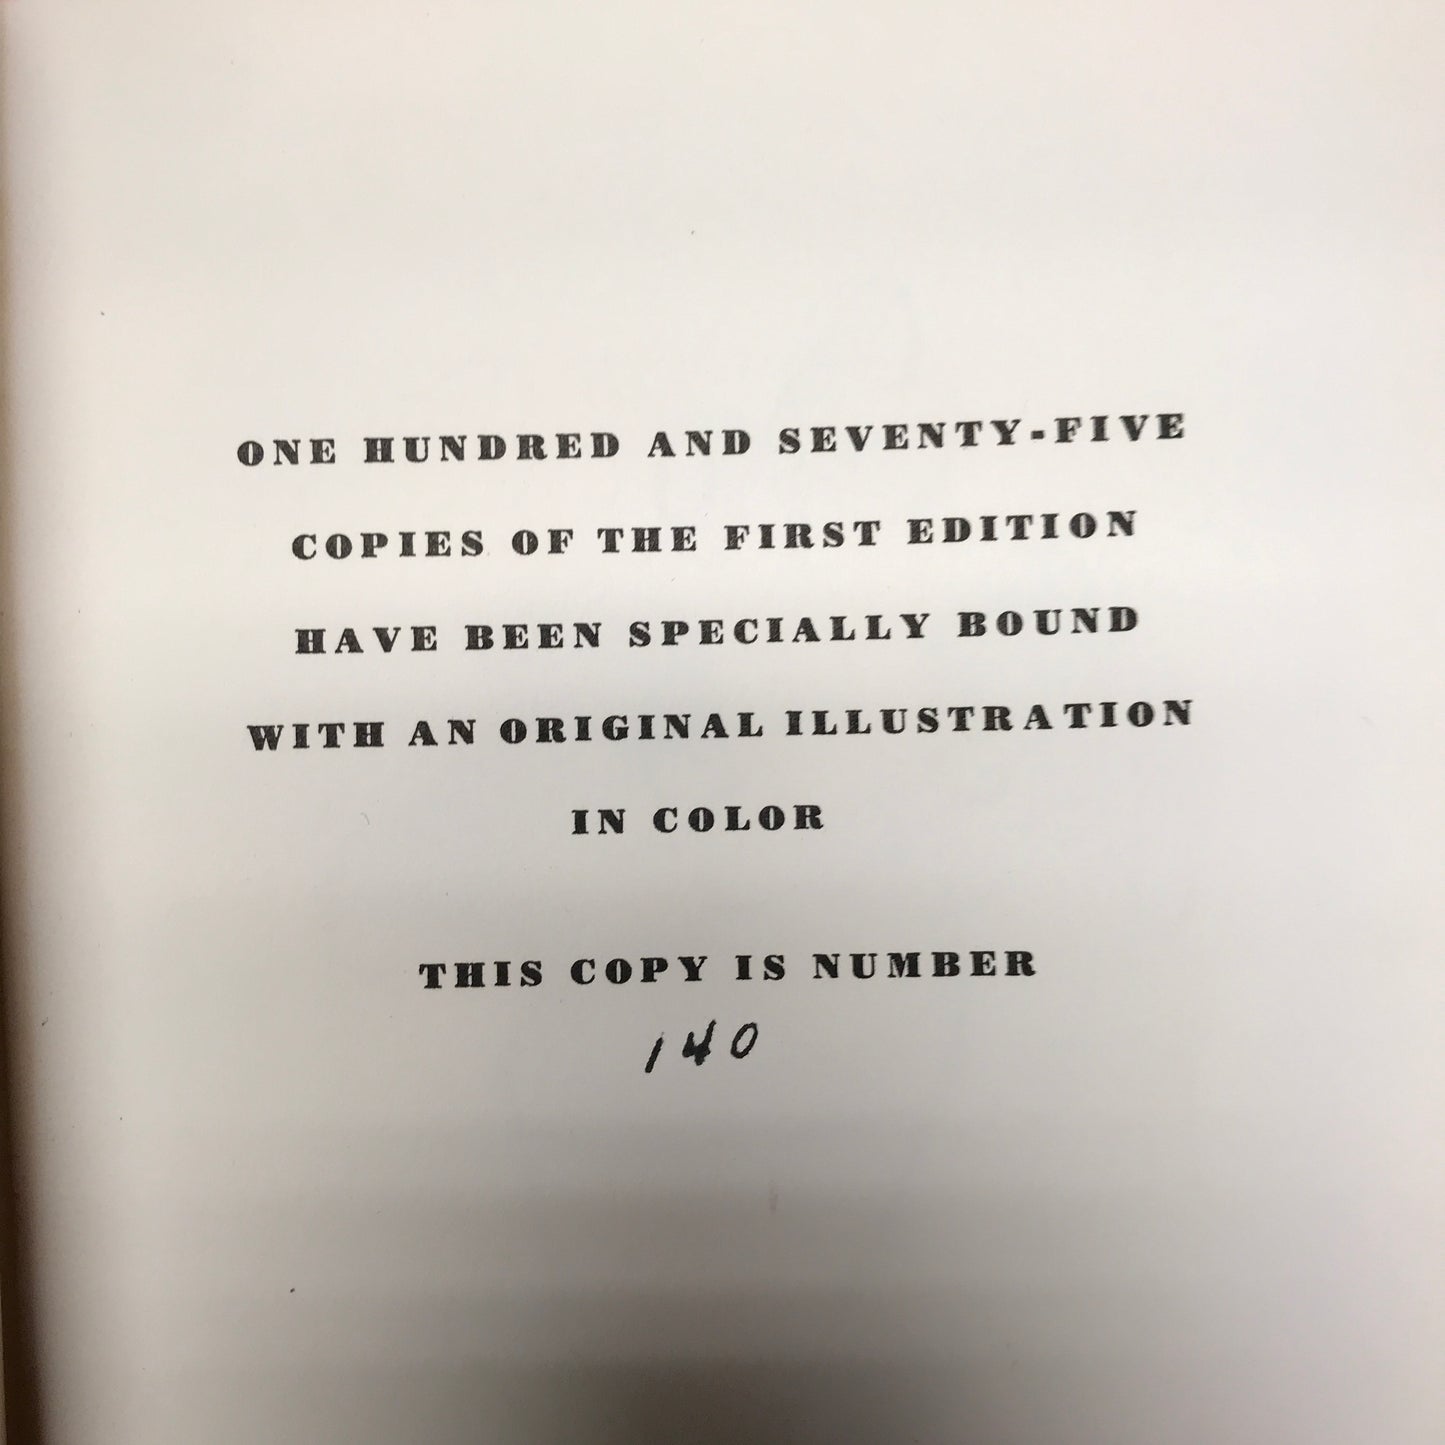 ONE HUNDRED AND SEVENTY-FIVE
COPIES OF THE FIRST EDITION
HAVE BEEN SPECIALLY BOUND
WITH AN ORIGINAL ILLUSTRATION
IN COLOR
THIS COPY IS NUMBER
140